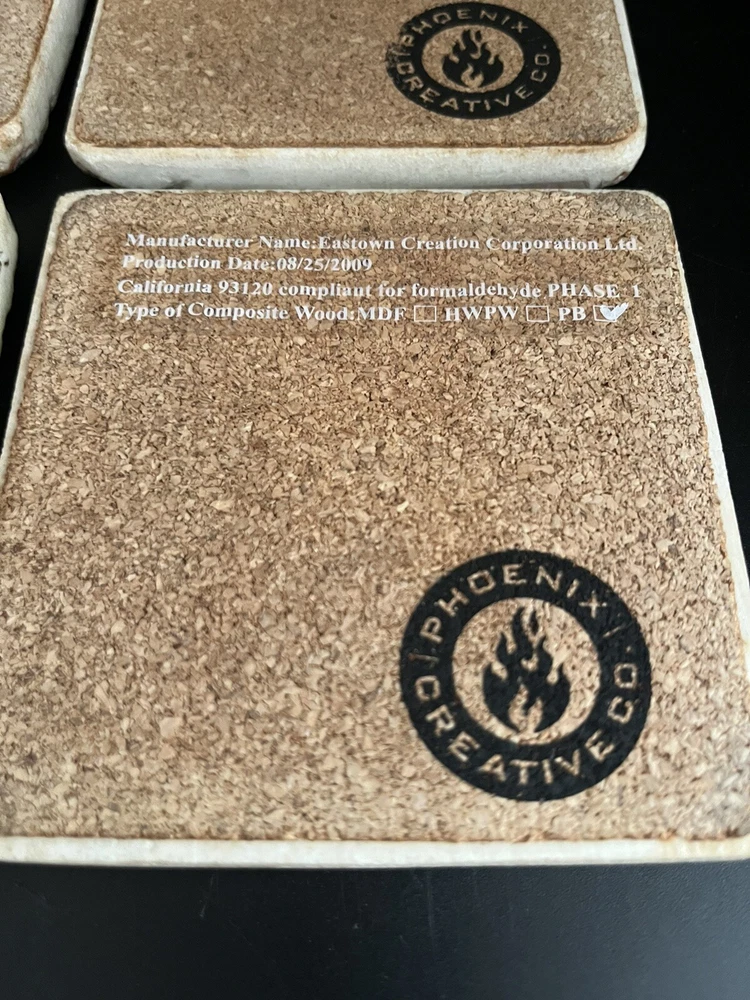 PHOENIX
CREATIVE CO.
Manufacturer Name:Eastown Creation Corporation Ltd.
Production Date:08/25/2009
California 93120 compliant for formaldehyde PHASE 1
Type of Composite Wood:MDF ☐ HWPW ☐ PB ☑
PHOENIX
CREATIVE CO